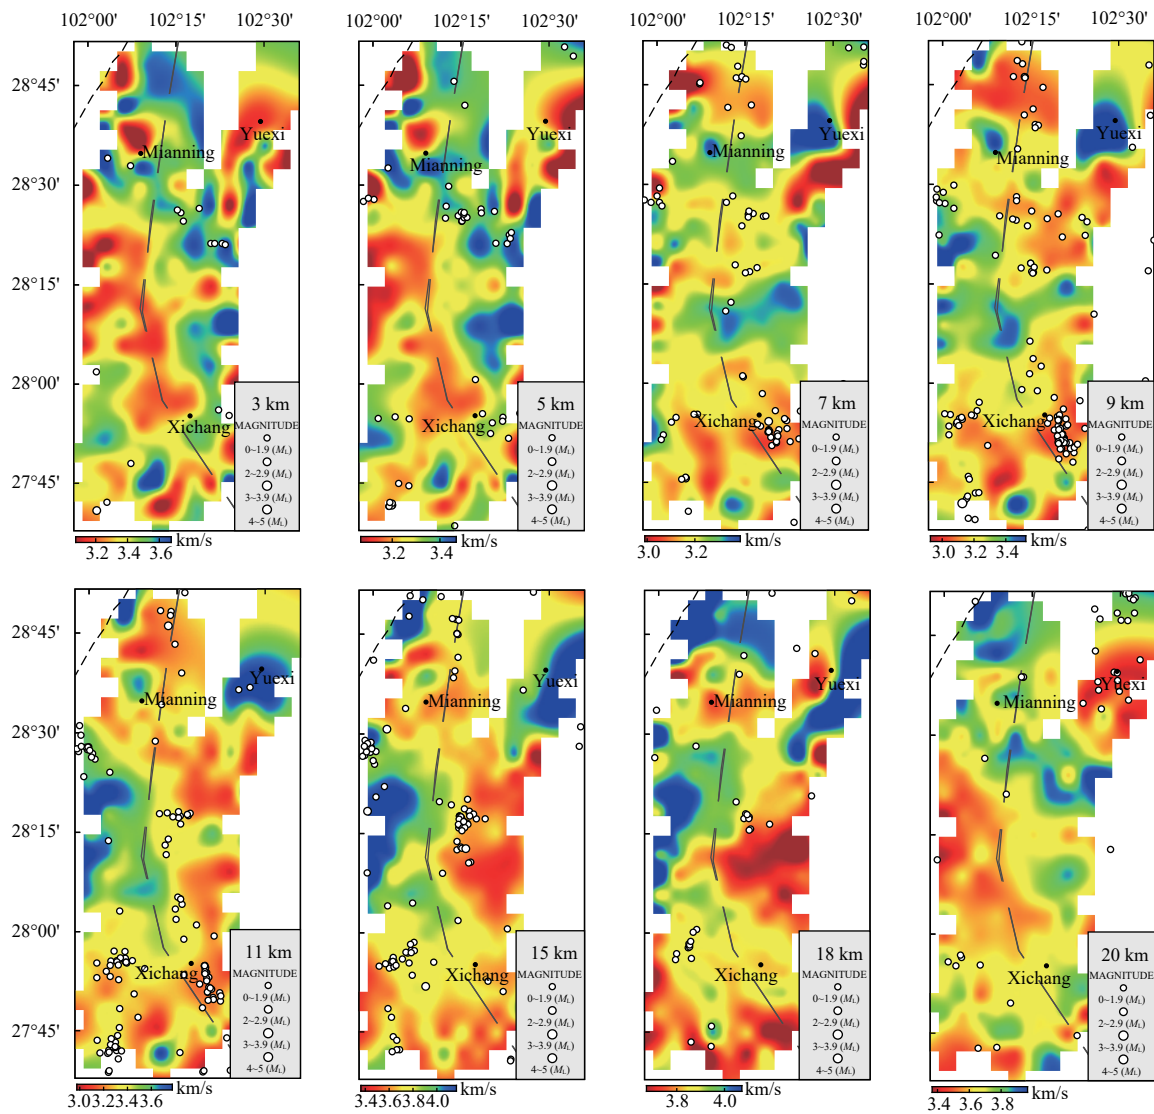 102°00' 102°15' 102°30' 102°00' 102°15' 102°30' 102°00' 102°15' 102°30' 102°00' 102°15' 102°30'
28°45'
28°30'
28°15'
28°00'
27°45'
Yuexi
Mianning
Xichang
3 km
MAGNITUDE
0~1.9 (ML)
2~2.9 (ML)
3~3.9 (ML)
4~5 (ML)
3.2 3.4 3.6 km/s
Yuexi
Mianning
Xichang
5 km
MAGNITUDE
0~1.9 (ML)
2~2.9 (ML)
3~3.9 (ML)
4~5 (ML)
3.2 3.4 km/s
Yuexi
Mianning
Xichang
7 km
MAGNITUDE
0~1.9 (ML)
2~2.9 (ML)
3~3.9 (ML)
4~5 (ML)
3.0 3.2 km/s
Yuexi
Mianning
Xichang
9 km
MAGNITUDE
0~1.9 (ML)
2~2.9 (ML)
3~3.9 (ML)
4~5 (ML)
3.0 3.2 3.4 km/s
28°45'
28°30'
28°15'
28°00'
27°45'
Yuexi
Mianning
Xichang
11 km
MAGNITUDE
0~1.9 (ML)
2~2.9 (ML)
3~3.9 (ML)
4~5 (ML)
3.03.23.43.6 km/s
Yuexi
Mianning
Xichang
15 km
MAGNITUDE
0~1.9 (ML)
2~2.9 (ML)
3~3.9 (ML)
4~5 (ML)
3.43.63.84.0 km/s
Yuexi
Mianning
Xichang
18 km
MAGNITUDE
0~1.9 (ML)
2~2.9 (ML)
3~3.9 (ML)
4~5 (ML)
3.8 4.0 km/s
Yuexi
Mianning
Xichang
20 km
MAGNITUDE
0~1.9 (ML)
2~2.9 (ML)
3~3.9 (ML)
4~5 (ML)
3.4 3.6 3.8 km/s